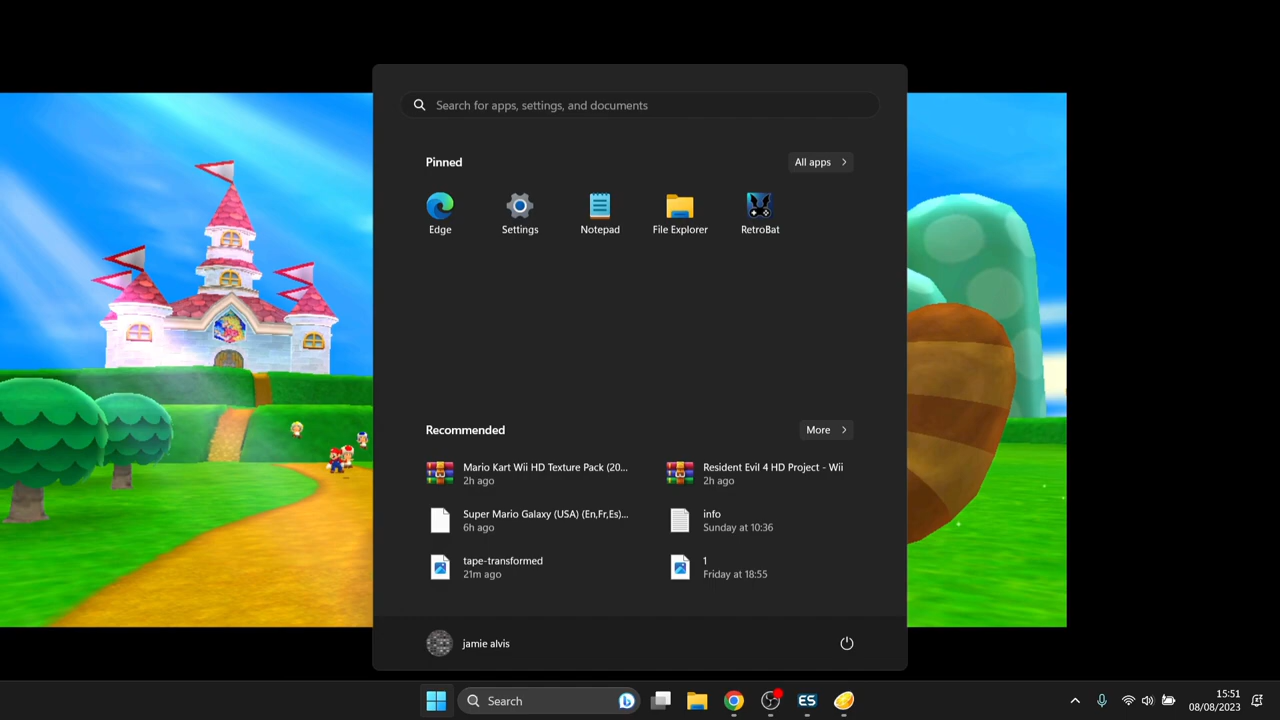 Search for apps, settings, and documents
Pinned
All apps
Edge
Settings
Notepad
File Explorer
RetroBat
Recommended
More
Mario Kart Wii HD Texture Pack (20...
2h ago
Resident Evil 4 HD Project - Wii
2h ago
Super Mario Galaxy (USA) (En,Fr,Es)...
6h ago
info
Sunday at 10:36
tape-transformed
21m ago
1
Friday at 18:55
jamie alvis
Search
ES
15:51
08/08/2023